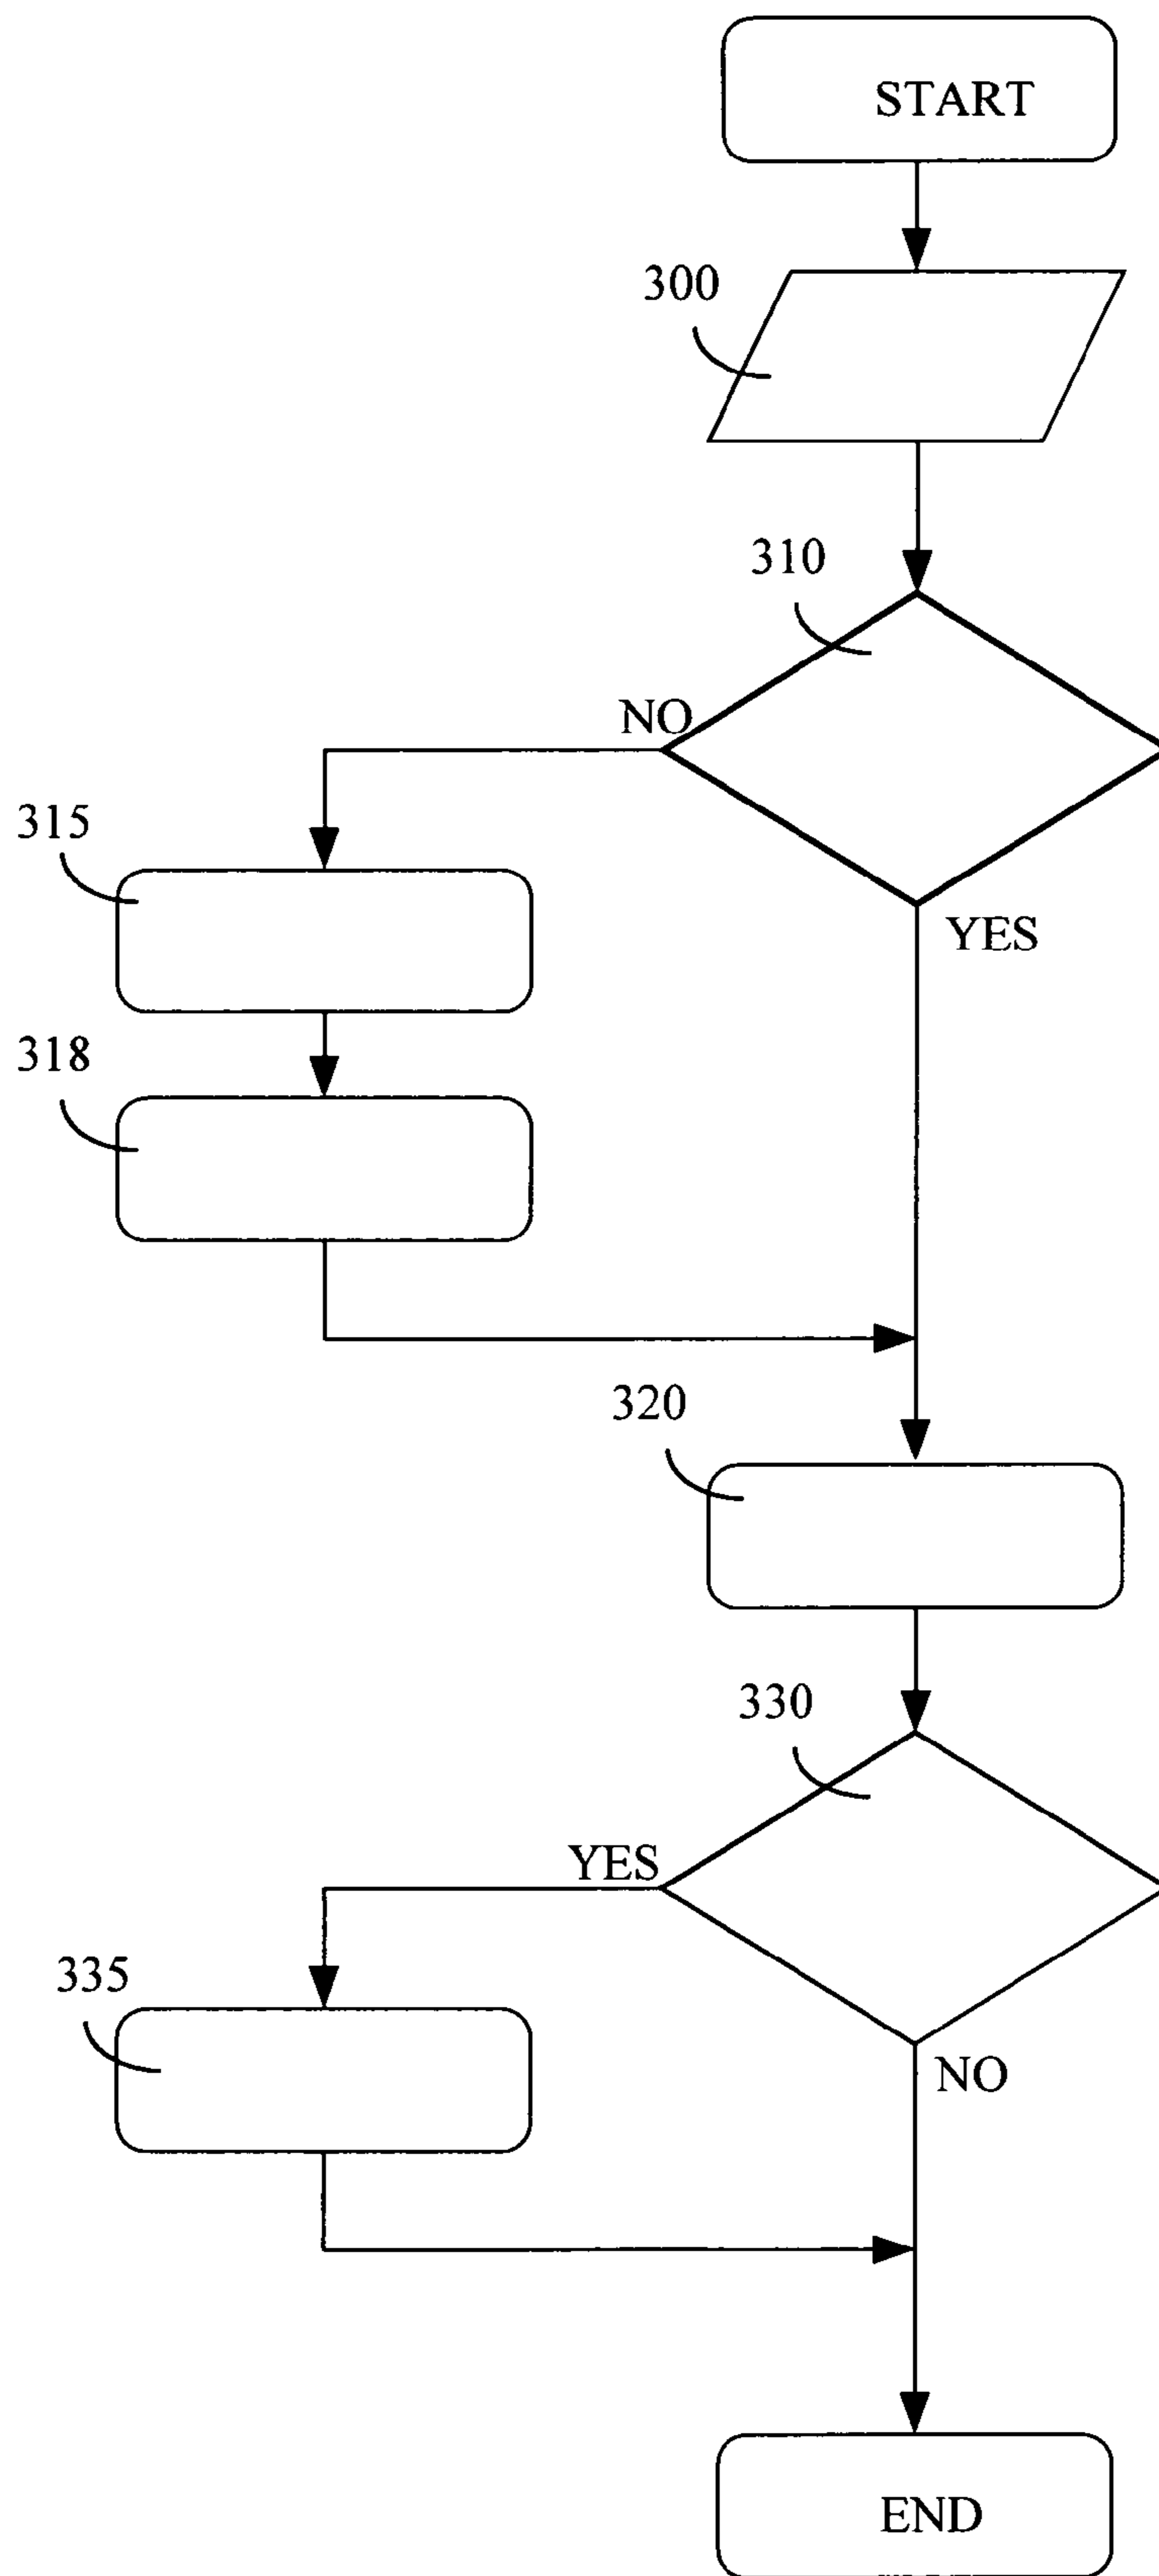 START
300
310
NO
315
YES
318
320
330
YES
335
NO
END